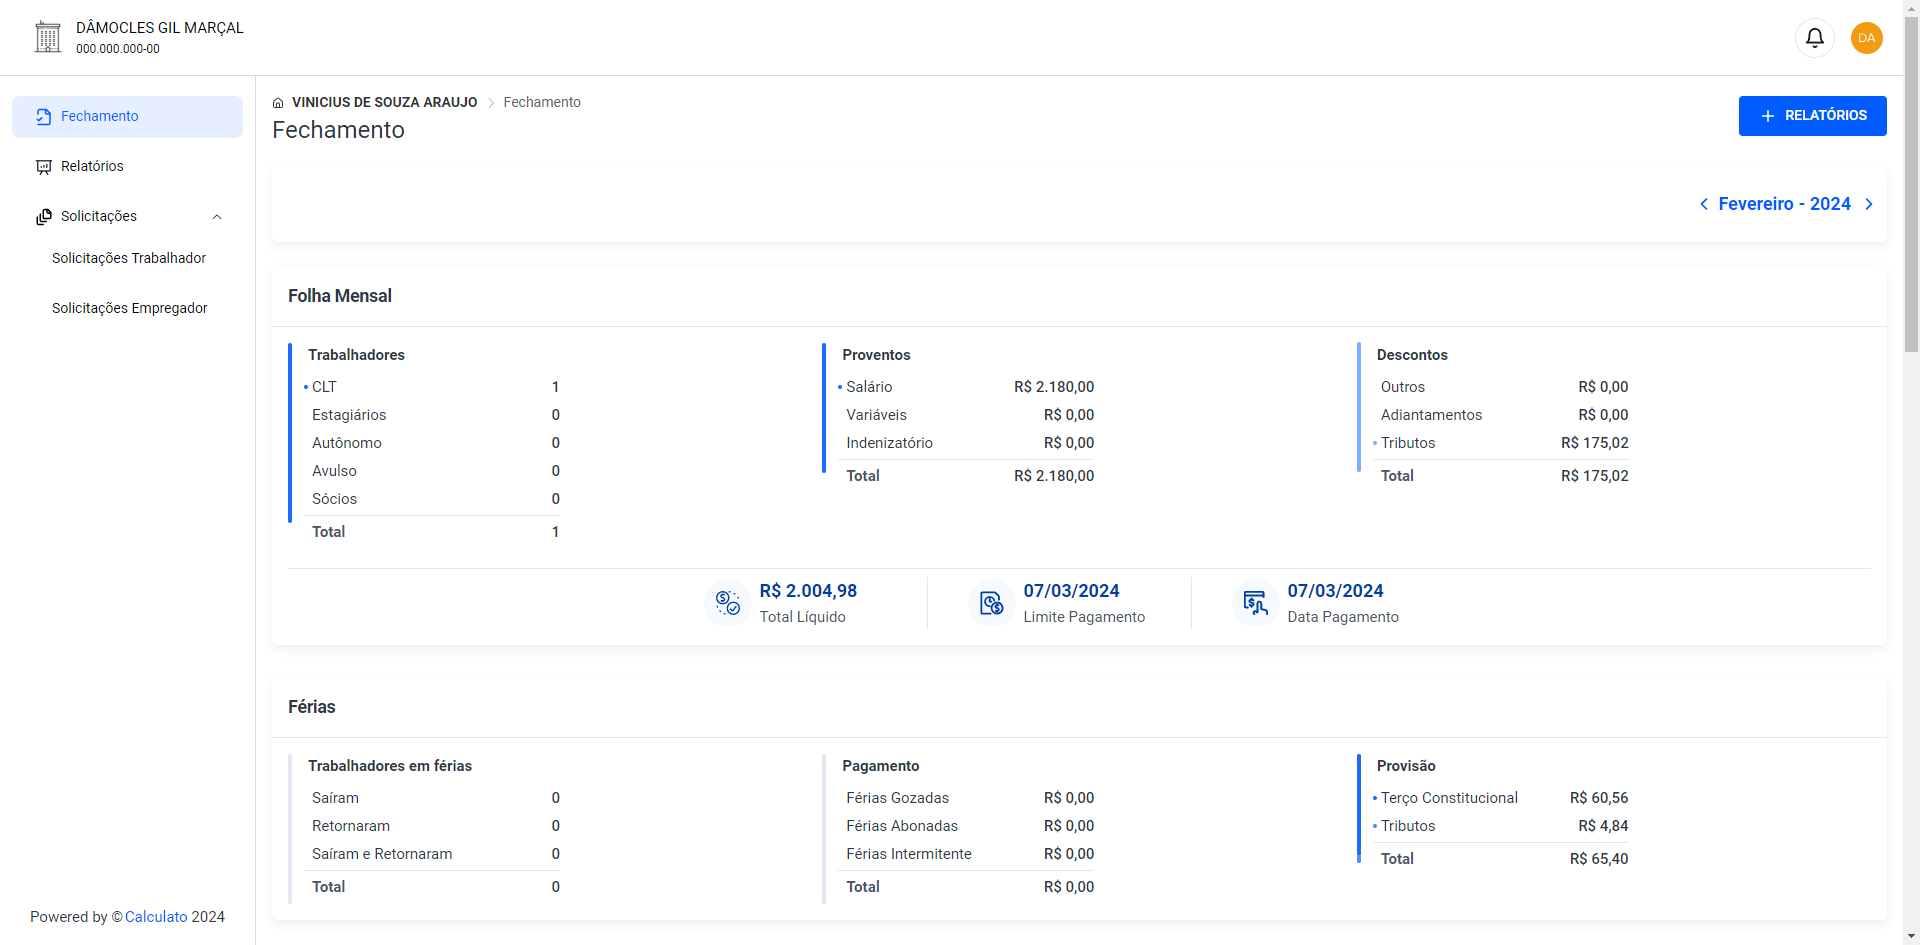 DÂMOCLES GIL MARÇAL
000.000.000-00
DA
Fechamento
Relatórios
Solicitações
Solicitações Trabalhador
Solicitações Empregador
Powered by © Calculato 2024
VINICIUS DE SOUZA ARAUJO > Fechamento
Fechamento
+ RELATÓRIOS
< Fevereiro - 2024 >
Folha Mensal
Trabalhadores
CLT 1
Estagiários 0
Autônomo 0
Avulso 0
Sócios 0
Total 1
Proventos
Salário R$ 2.180,00
Variáveis R$ 0,00
Indenizatório R$ 0,00
Total R$ 2.180,00
Descontos
Outros R$ 0,00
Adiantamentos R$ 0,00
Tributos R$ 175,02
Total R$ 175,02
R$ 2.004,98
Total Líquido
07/03/2024
Limite Pagamento
07/03/2024
Data Pagamento
Férias
Trabalhadores em férias
Saíram 0
Retornaram 0
Saíram e Retornaram 0
Total 0
Pagamento
Férias Gozadas R$ 0,00
Férias Abonadas R$ 0,00
Férias Intermitente R$ 0,00
Total R$ 0,00
Provisão
Terço Constitucional R$ 60,56
Tributos R$ 4,84
Total R$ 65,40